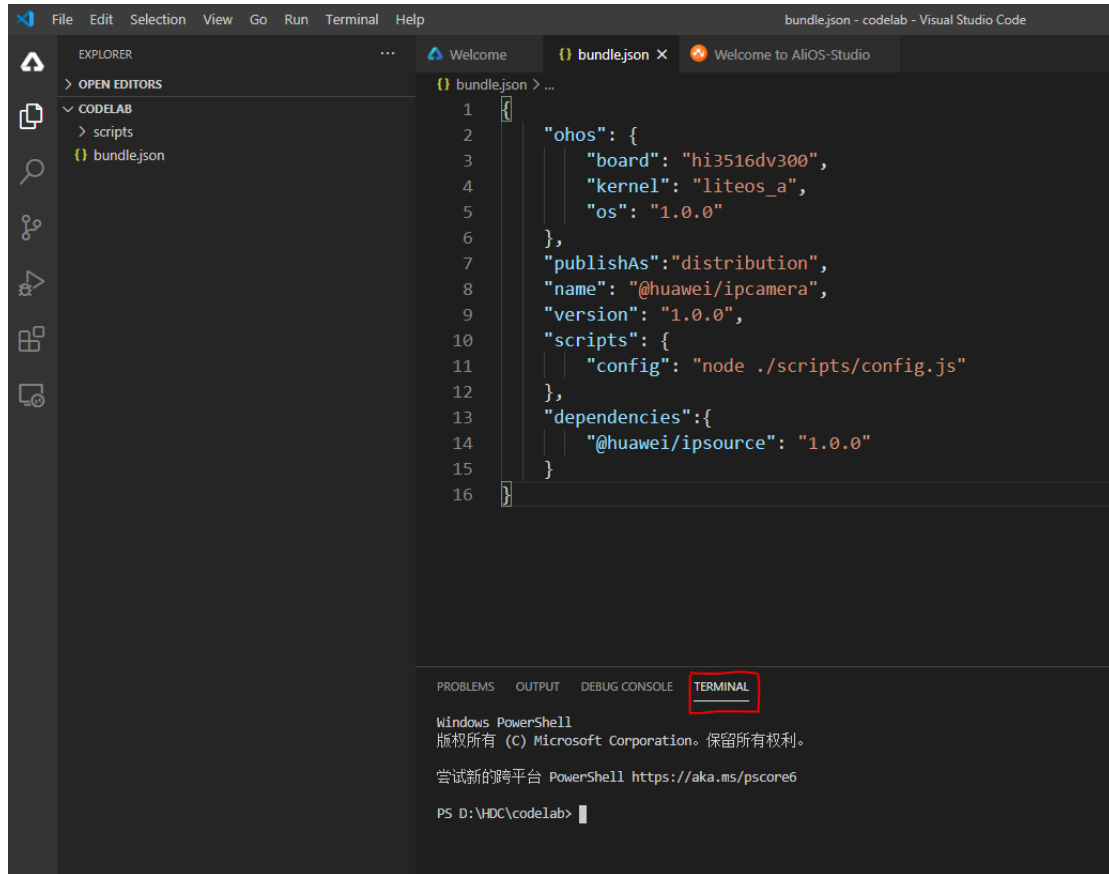 File Edit Selection View Go Run Terminal Help
bundle.json - codelab - Visual Studio Code
EXPLORER
···
OPEN EDITORS
CODELAB
scripts
{} bundle.json
Welcome
{} bundle.json ×
Welcome to AliOS-Studio
{} bundle.json > ...
1 {
2 "ohos": {
3 "board": "hi3516dv300",
4 "kernel": "liteos_a",
5 "os": "1.0.0"
6 },
7 "publishAs":"distribution",
8 "name": "@huawei/ipcamera",
9 "version": "1.0.0",
10 "scripts": {
11 "config": "node ./scripts/config.js"
12 },
13 "dependencies":{
14 "@huawei/ipsource": "1.0.0"
15 }
16 }
PROBLEMS OUTPUT DEBUG CONSOLE TERMINAL
Windows PowerShell
版权所有 (C) Microsoft Corporation。保留所有权利。
尝试新的跨平台 PowerShell https://aka.ms/pscore6
PS D:\HDC\codelab>